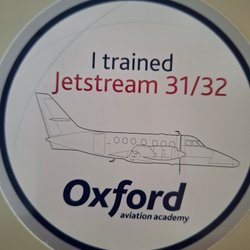 I trained
Jetstream 31/32
Oxford
aviation academy